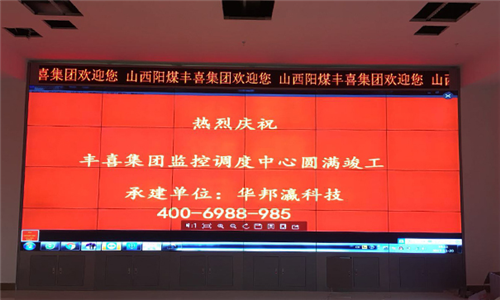 喜集团欢迎您 山西阳煤丰喜集团欢迎您 山西阳煤丰喜集团欢迎您 山西
热烈庆祝
丰喜集团监控调度中心圆满竣工
承建单位：华邦瀛科技
400-6988-985